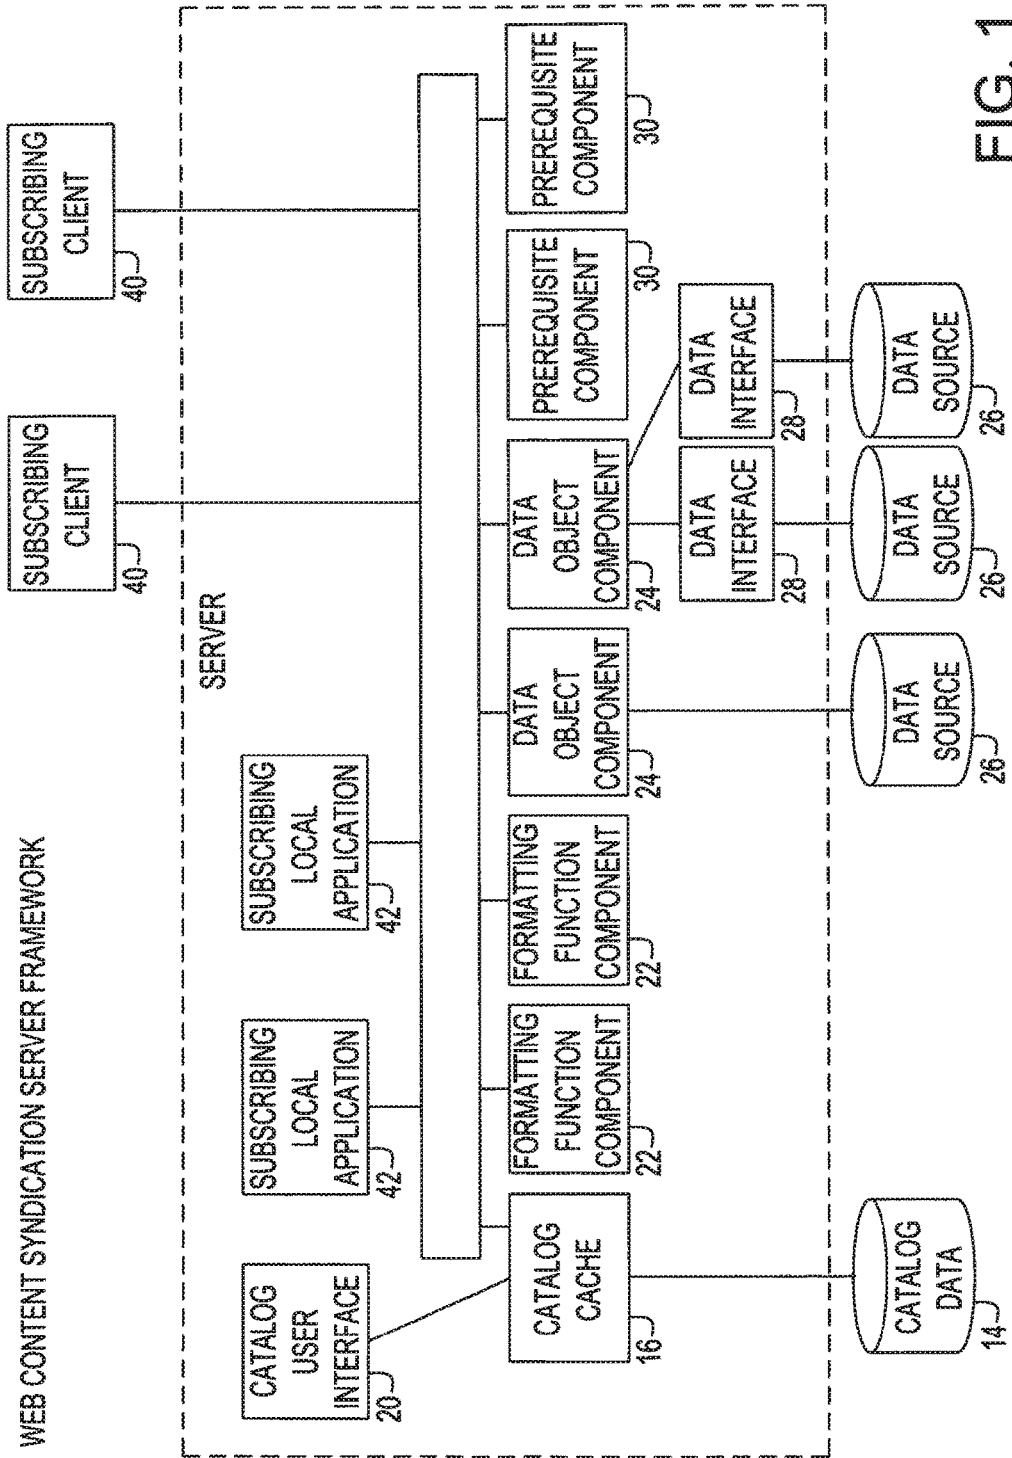 WEB CONTENT SYNDICATION SERVER FRAMEWORK
SUBSCRIBING
CLIENT
40
SUBSCRIBING
CLIENT
40
SERVER
CATALOG
USER
INTERFACE
20
SUBSCRIBING
LOCAL
APPLICATION
42
SUBSCRIBING
LOCAL
APPLICATION
42
CATALOG
CACHE
16
FORMATTING
FUNCTION
COMPONENT
22
FORMATTING
FUNCTION
COMPONENT
22
DATA
OBJECT
COMPONENT
24
DATA
OBJECT
COMPONENT
24
PREREQUISITE
COMPONENT
30
PREREQUISITE
COMPONENT
30
DATA
INTERFACE
28
DATA
INTERFACE
28
CATALOG
DATA
14
DATA
SOURCE
26
DATA
SOURCE
26
DATA
SOURCE
26
FIG. 1